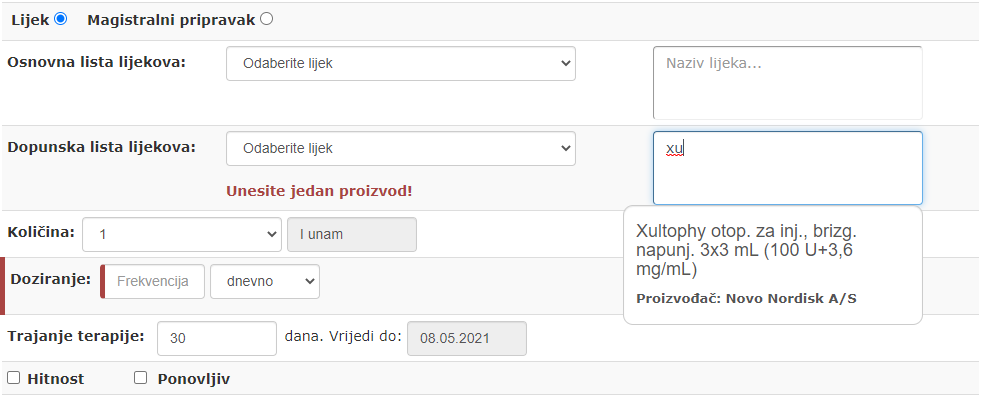 Lijek Magistralni pripravak
Osnovna lista lijekova: Odaberite lijek Naziv lijeka...
Dopunska lista lijekova: Odaberite lijek xu
Unesite jedan proizvod!
Xultophy otop. za inj., brizg.
napunj. 3x3 mL (100 U+3,6
mg/mL)
Proizvođač: Novo Nordisk A/S
Količina: 1 I unam
Doziranje: Frekvencija dnevno
Trajanje terapije: 30 dana. Vrijedi do: 08.05.2021
Hitnost Ponovljiv